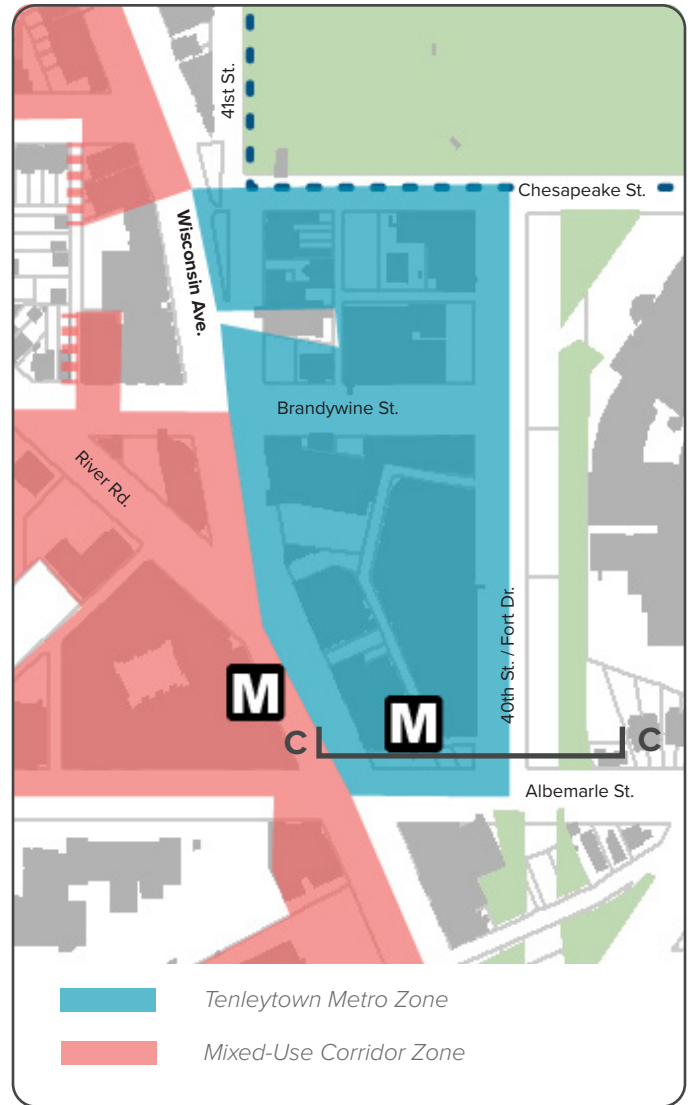 41st St.
Chesapeake St.
Wisconsin Ave.
Brandywine St.
River Rd.
40th St. / Fort Dr.
M
M
C
C
Albemarle St.
Tenleytown Metro Zone
Mixed-Use Corridor Zone